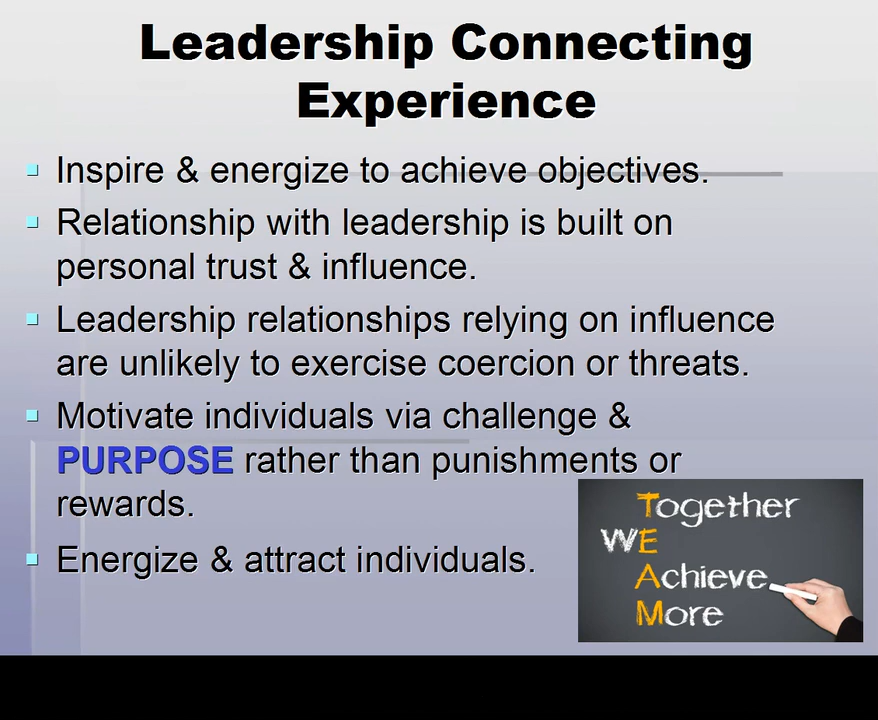 Leadership Connecting
Experience
Inspire & energize to achieve objectives.
Relationship with leadership is built on
personal trust & influence.
Leadership relationships relying on influence
are unlikely to exercise coercion or threats.
Motivate individuals via challenge &
PURPOSE rather than punishments or
rewards.
Energize & attract individuals.
Together
WE
Achieve
More